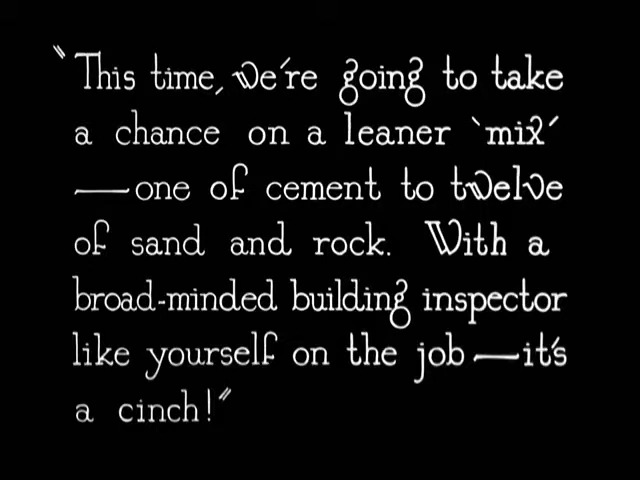 "This time, we're going to take
a chance on a leaner 'mix'
—one of cement to twelve
of sand and rock. With a
broad-minded building inspector
like yourself on the job—it's
a cinch!"